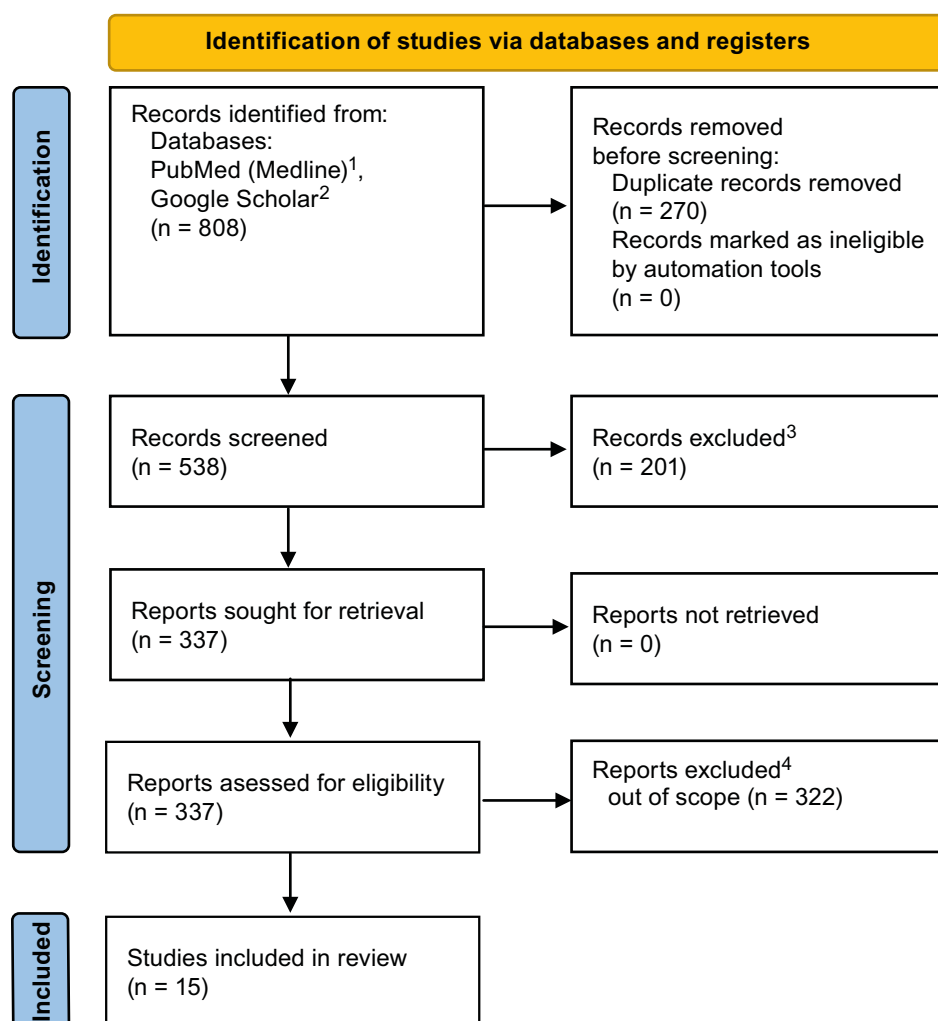 Identification of studies via databases and registers
Identification
Records identified from:
Databases:
PubMed (Medline)1,
Google Scholar2
(n = 808)
Records removed
before screening:
Duplicate records removed
(n = 270)
Records marked as ineligible
by automation tools
(n = 0)
Screening
Records screened
(n = 538)
Records excluded3
(n = 201)
Reports sought for retrieval
(n = 337)
Reports not retrieved
(n = 0)
Reports asessed for eligibility
(n = 337)
Reports excluded4
out of scope (n = 322)
Included
Studies included in review
(n = 15)